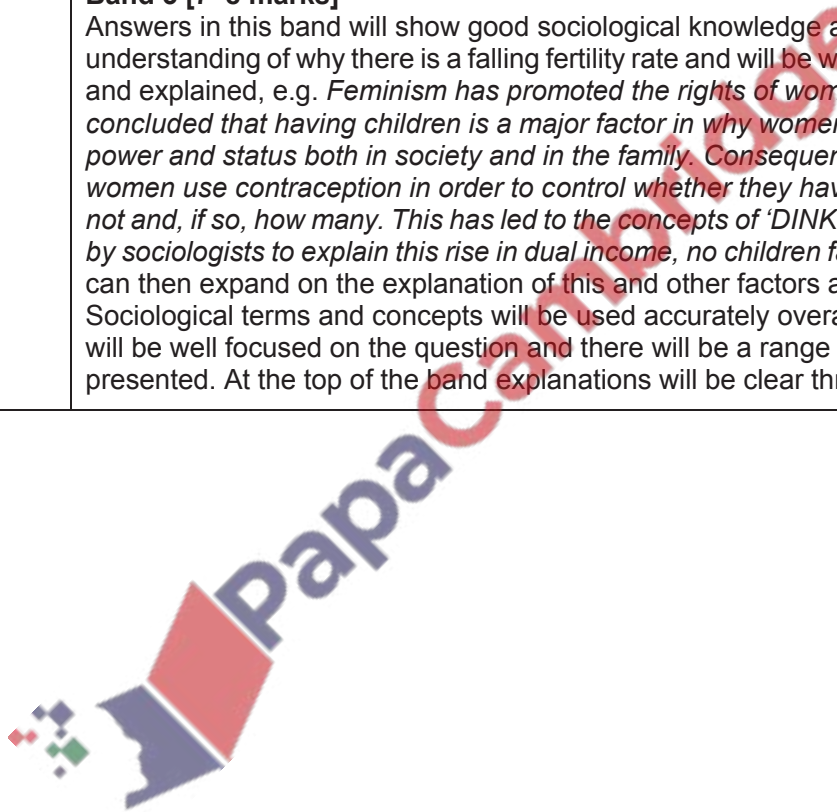 Answers in this band will show good sociological knowledge a
understanding of why there is a falling fertility rate and will be w
and explained, e.g. Feminism has promoted the rights of wom
concluded that having children is a major factor in why women
power and status both in society and in the family. Consequen
women use contraception in order to control whether they hav
not and, if so, how many. This has led to the concepts of 'DINK
by sociologists to explain this rise in dual income, no children fa
can then expand on the explanation of this and other factors a
Sociological terms and concepts will be used accurately overa
will be well focused on the question and there will be a range
presented. At the top of the band explanations will be clear thr
PapaCambridge